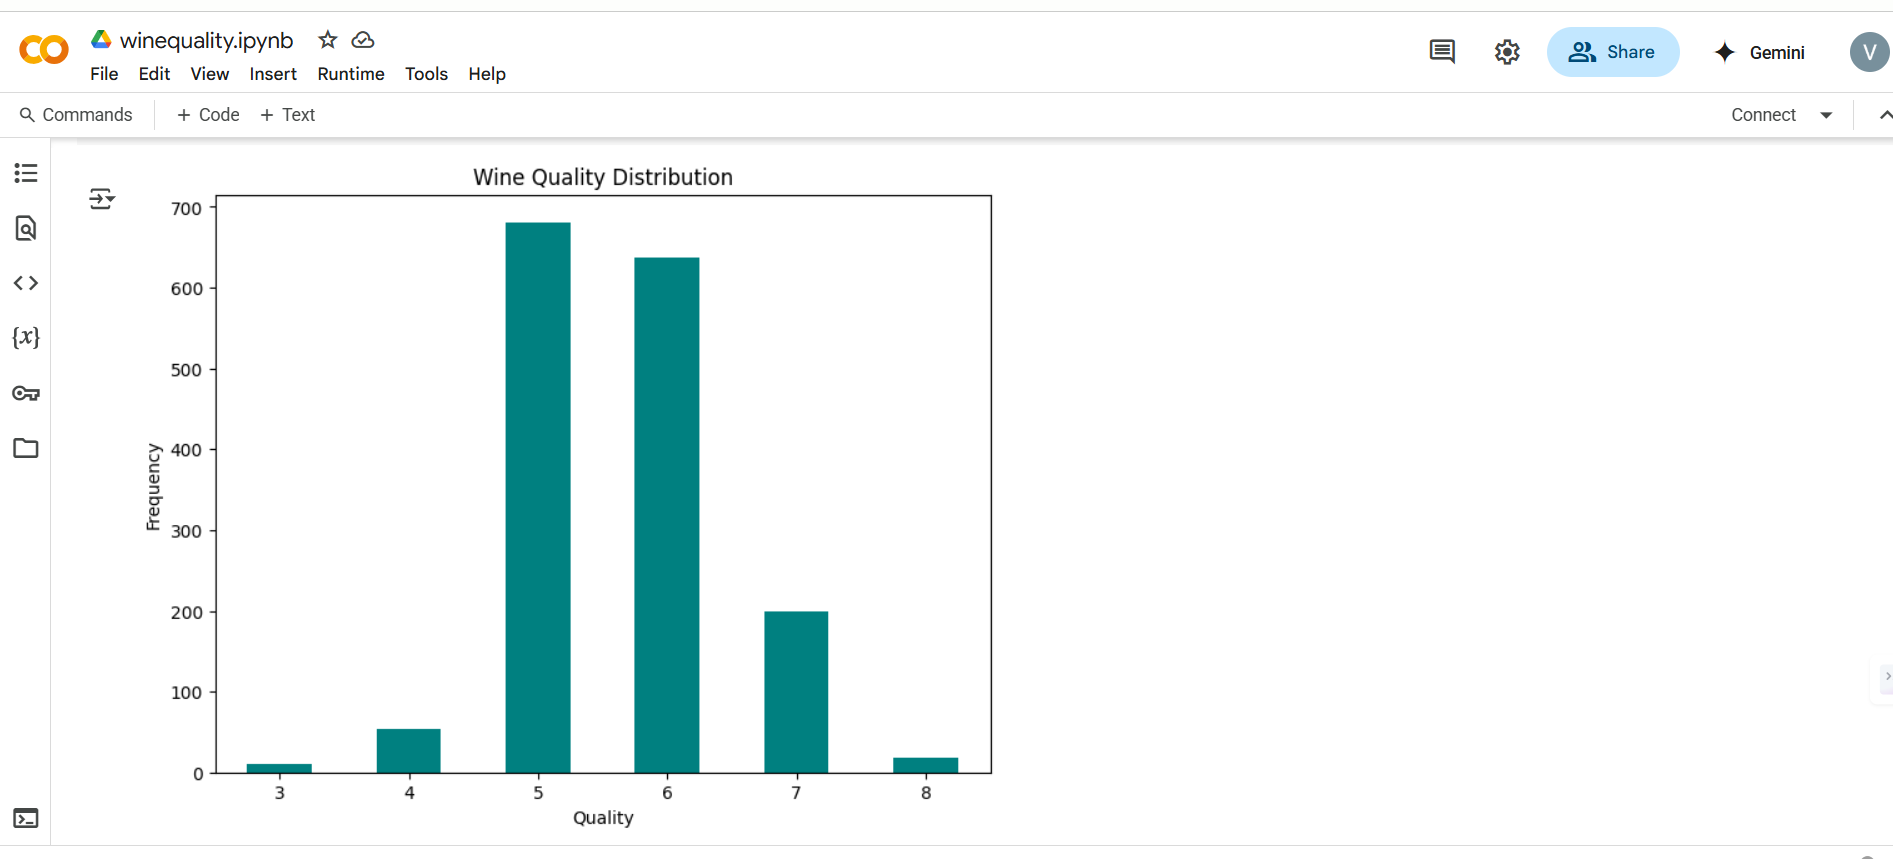 winequality.ipynb
File Edit View Insert Runtime Tools Help
Share
Gemini
V
Commands + Code + Text
Connect
{x}
Wine Quality Distribution
700
600
500
400
300
200
100
0
Frequency
3 4 5 6 7 8
Quality